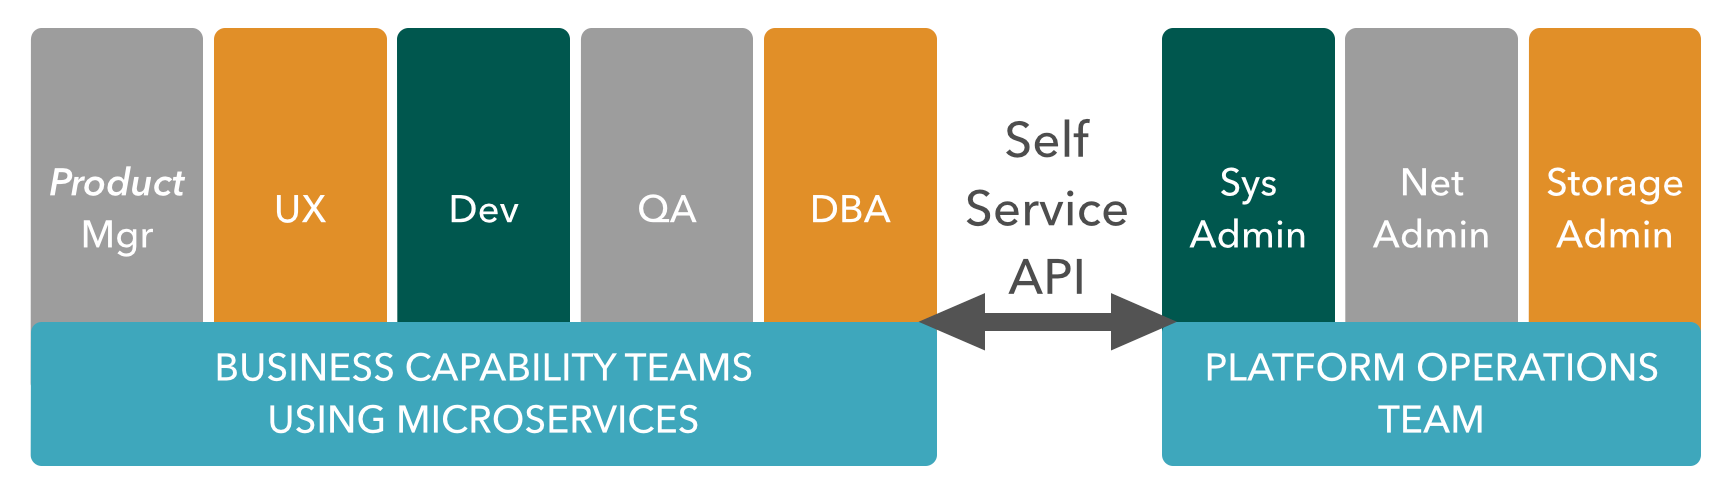 Product
Mgr
UX
Dev
QA
DBA
Self
Service
API
Sys
Admin
Net
Admin
Storage
Admin
BUSINESS CAPABILITY TEAMS
USING MICROSERVICES
PLATFORM OPERATIONS
TEAM